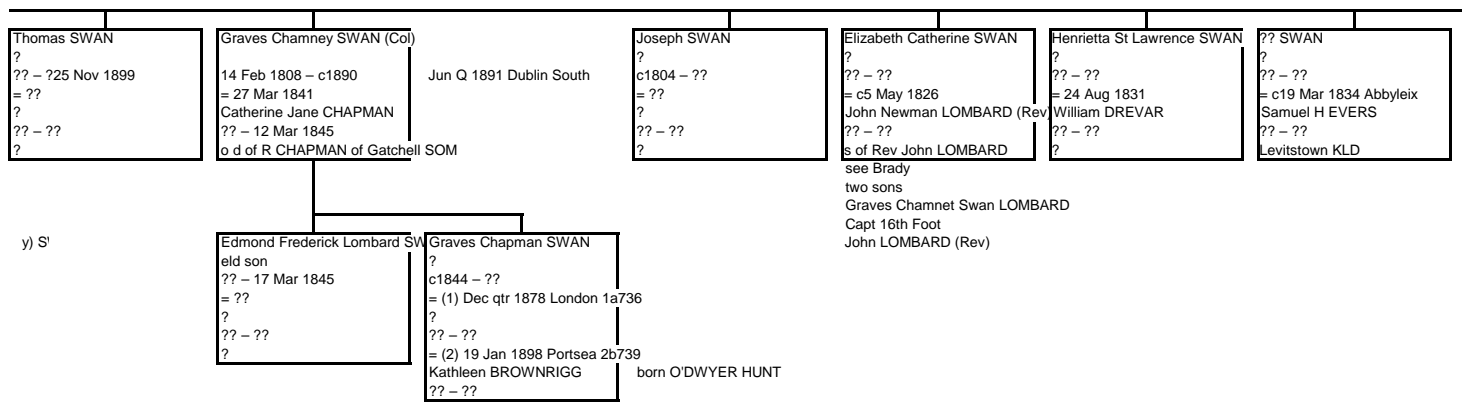 Thomas SWAN
?
?? – ?25 Nov 1899
= ??
?
?? – ??
?
Graves Chamney SWAN (Col)
14 Feb 1808 – c1890
= 27 Mar 1841
Catherine Jane CHAPMAN
?? – 12 Mar 1845
o d of R CHAPMAN of Gatchell SOM
Jun Q 1891 Dublin South
Joseph SWAN
?
c1804 – ??
= ??
?
?? – ??
?
Elizabeth Catherine SWAN
?
?? – ??
= c5 May 1826
John Newman LOMBARD (Rev)
?? – ??
s of Rev John LOMBARD
see Brady
two sons
Graves Chamnet Swan LOMBARD
Capt 16th Foot
John LOMBARD (Rev)
Henrietta St Lawrence SWAN
?
?? – ??
= 24 Aug 1831
William DREVAR
?? – ??
?
?? SWAN
?
?? – ??
= c19 Mar 1834 Abbyleix
Samuel H EVERS
?? – ??
Levitstown KLD
y) S
Edmond Frederick Lombard SW
eld son
?? – 17 Mar 1845
= ??
?
?? – ??
?
Graves Chapman SWAN
?
c1844 – ??
= (1) Dec qtr 1878 London 1a736
?
?? – ??
= (2) 19 Jan 1898 Portsea 2b739
Kathleen BROWNRIGG
?? – ??
born O'DWYER HUNT